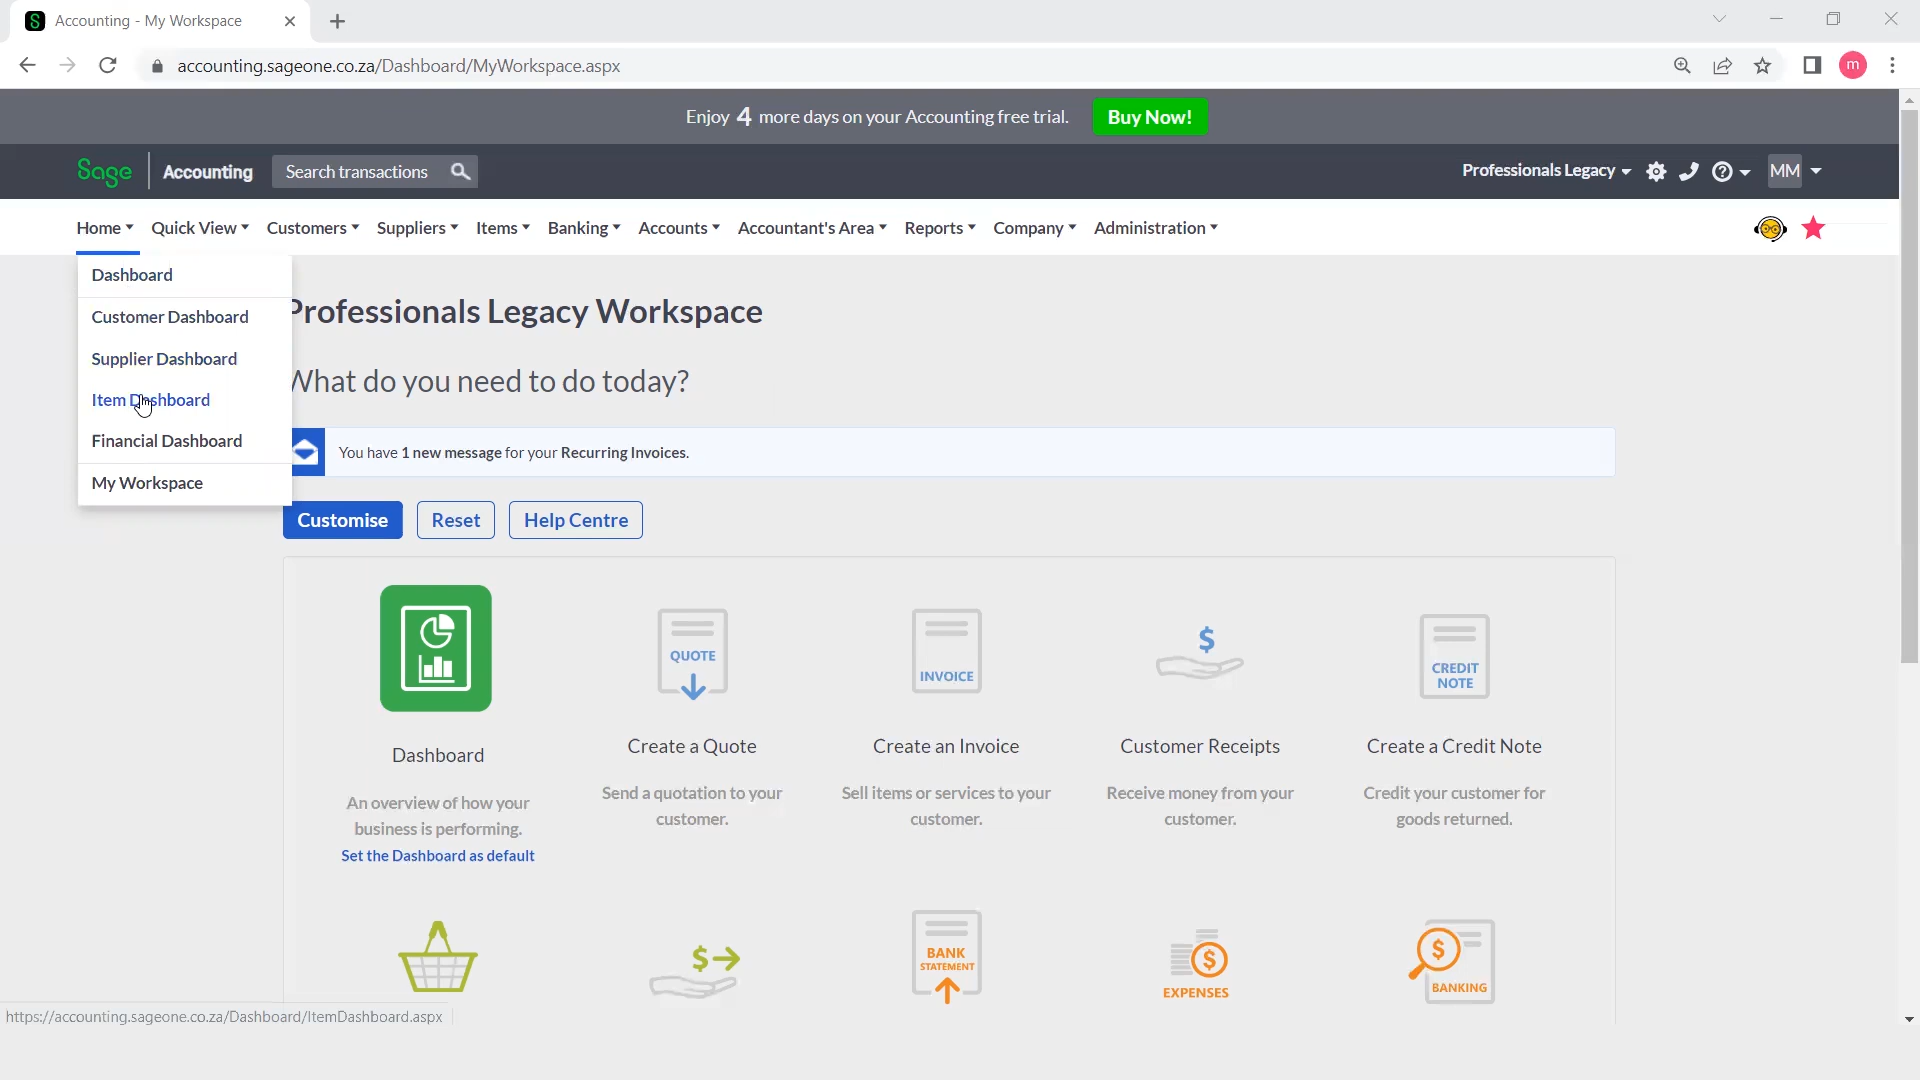 Accounting - My Workspace
accounting.sageone.co.za/Dashboard/MyWorkspace.aspx
m
Enjoy 4 more days on your Accounting free trial. Buy Now!
Sage Accounting Search transactions Professionals Legacy MM
Home Quick View Customers Suppliers Items Banking Accounts Accountant's Area Reports Company Administration
Dashboard
Customer Dashboard
Supplier Dashboard
Item Dashboard
Financial Dashboard
My Workspace
Professionals Legacy Workspace
What do you need to do today?
You have 1 new message for your Recurring Invoices.
Customise Reset Help Centre
QUOTE
INVOICE
$
CREDIT
NOTE
Dashboard
Create a Quote
Create an Invoice
Customer Receipts
Create a Credit Note
An overview of how your
business is performing.
Set the Dashboard as default
Send a quotation to your
customer.
Sell items or services to your
customer.
Receive money from your
customer.
Credit your customer for
goods returned.
$
BANK
STATEMENT
$
EXPENSES
$
BANKING
https://accounting.sageone.co.za/Dashboard/ItemDashboard.aspx